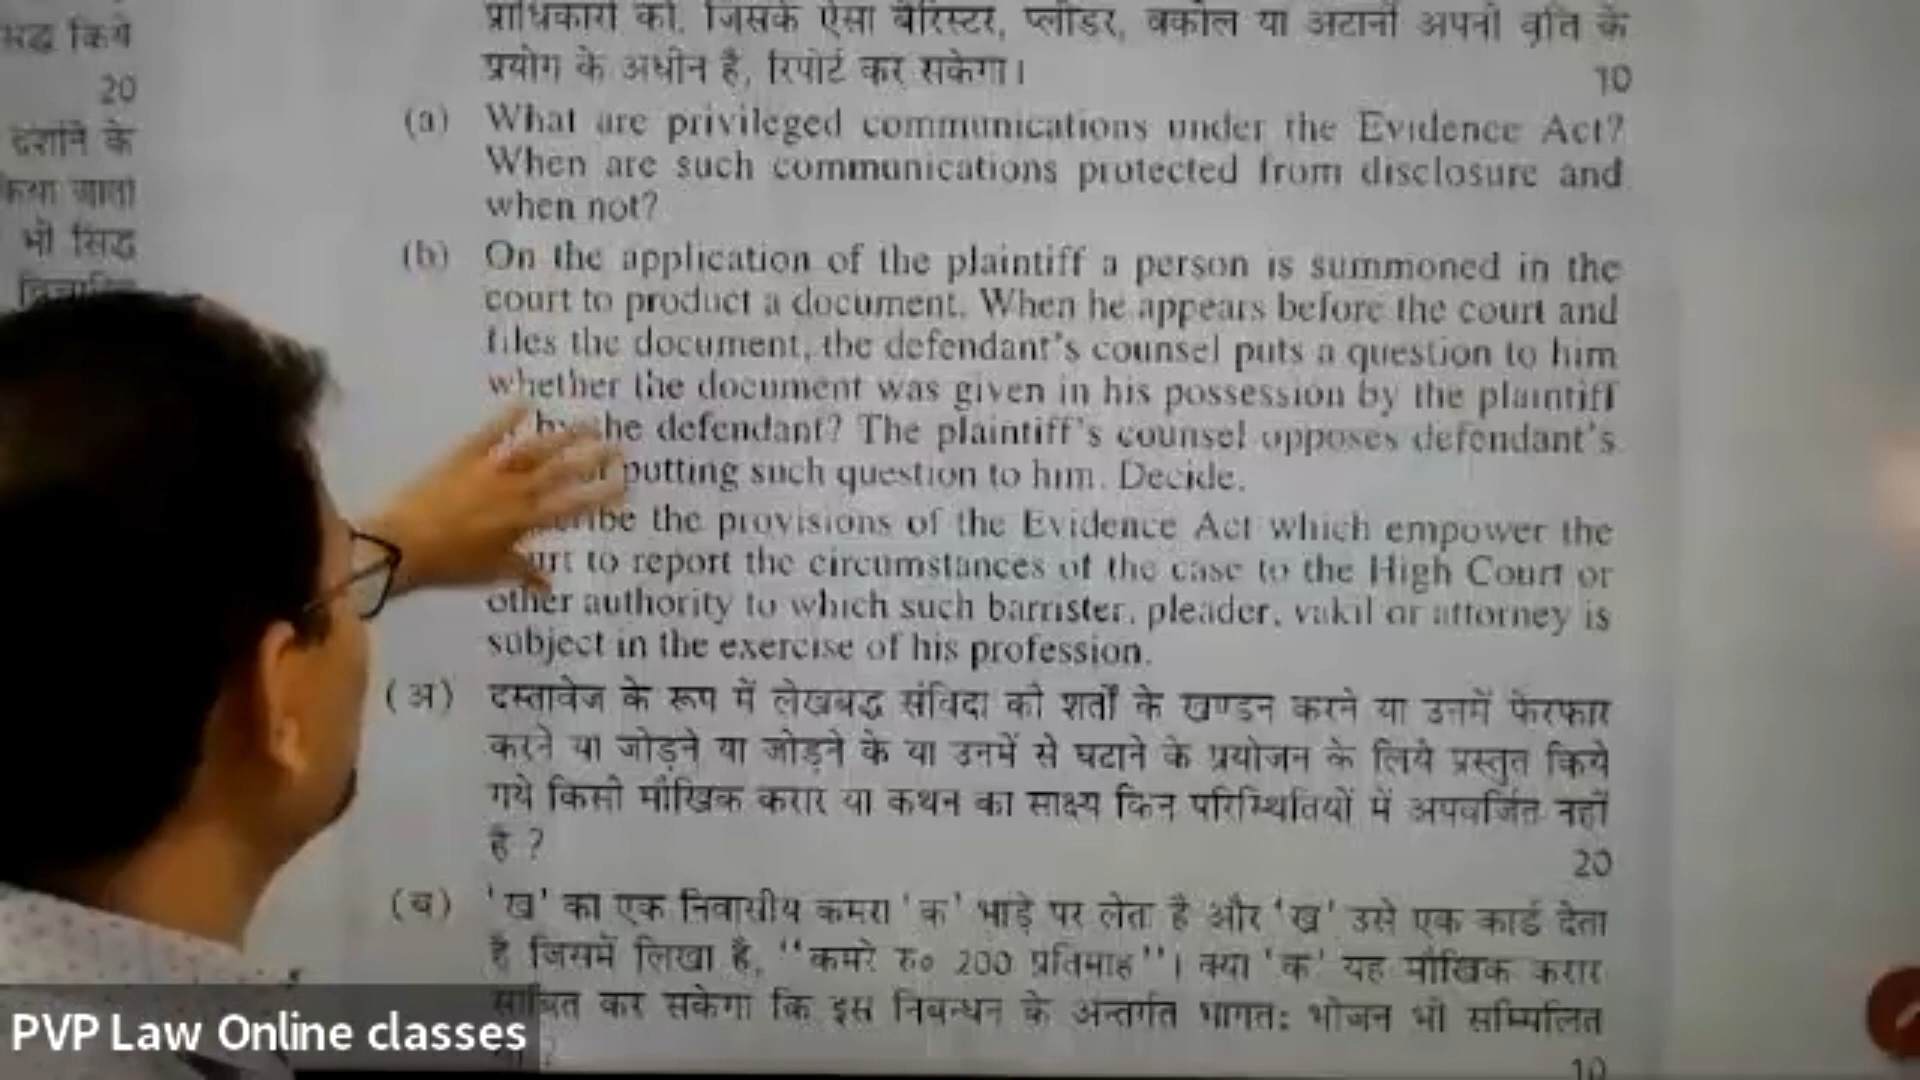 सद्ध किये
20
दर्शाने के
किया जाता
भी सिद्ध
प्राधिकारी को, जिसके ऐसा बैरिस्टर, प्लीडर, वकील या अटार्नी अपनी वृत्ति के
प्रयोग के अधीन है, रिपोर्ट कर सकेगा।
10
(a) What are privileged communications under the Evidence Act?
When are such communications protected from disclosure and
when not?
(b) On the application of the plaintiff a person is summoned in the
court to product a document. When he appears before the court and
files the document, the defendant's counsel puts a question to him
whether the document was given in his possession by the plaintiff
by the defendant? The plaintiff's counsel opposes defendant's
putting such question to him. Decide.
the provisions of the Evidence Act which empower the
to report the circumstances of the case to the High Court or
other authority to which such barrister, pleader, vakil or attorney is
subject in the exercise of his profession.
(अ) दस्तावेज के रूप में लेखबद्ध संविदा की शर्तों के खण्डन करने या उनमें फेरफार
करने या जोड़ने या जोड़ने के या उनमें से घटाने के प्रयोजन के लिये प्रस्तुत किये
गये किसी मौखिक करार या कथन का साक्ष्य किन परिस्थितियों में अपवर्जित नहीं
है ?
20
(ब) 'ख' का एक निवासीय कमरा 'क' भाड़े पर लेता है और 'ख' उसे एक कार्ड देता
है जिसमें लिखा है, ''कमरे रु० 200 प्रतिमाह''। क्या 'क' यह मौखिक करार
साबित कर सकेगा कि इस निबन्धन के अन्तर्गत भागतः भोजन भी सम्मिलित
10
PVP Law Online classes